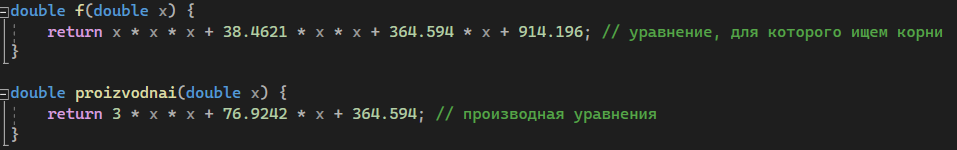 double f(double x) {
return x * x * x + 38.4621 * x * x + 364.594 * x + 914.196; // уравнение, для которого ищем корни
}
double proizvodnai(double x) {
return 3 * x * x + 76.9242 * x + 364.594; // производная уравнения
}